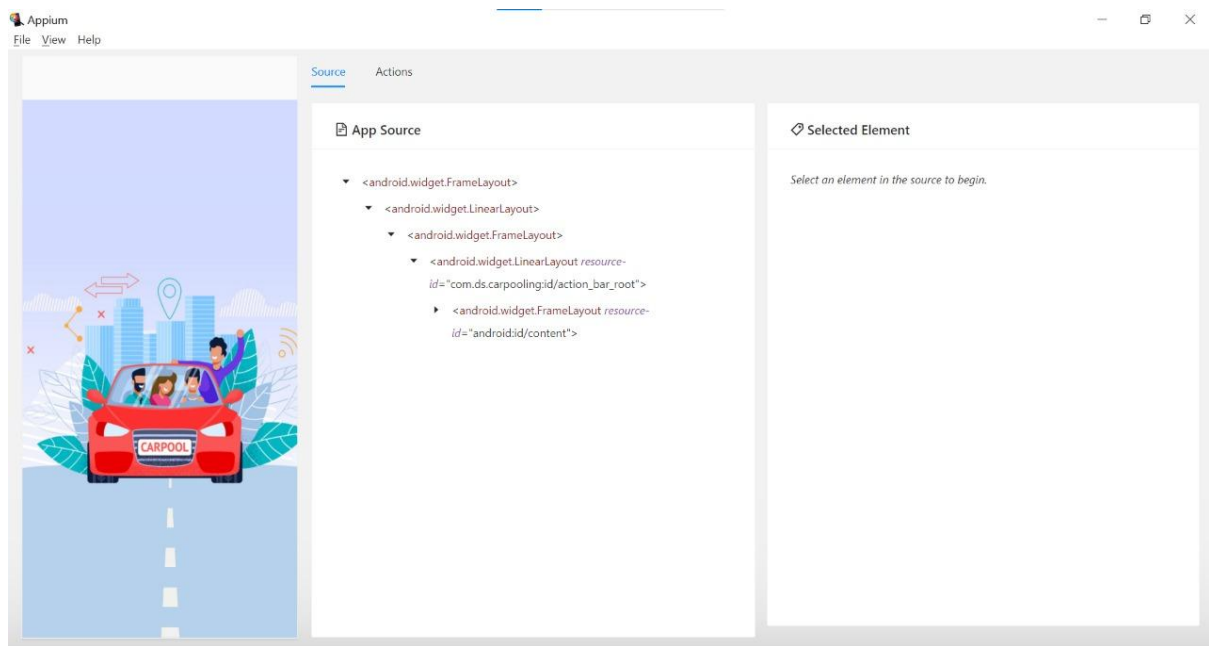 Appium
File View Help
Source Actions
App Source
<android.widget.FrameLayout>
<android.widget.LinearLayout>
<android.widget.FrameLayout>
<android.widget.LinearLayout resource-
id="com.ds.carpooling:id/action_bar_root">
<android.widget.FrameLayout resource-
id="android:id/content">
Selected Element
Select an element in the source to begin.
CARPOOL